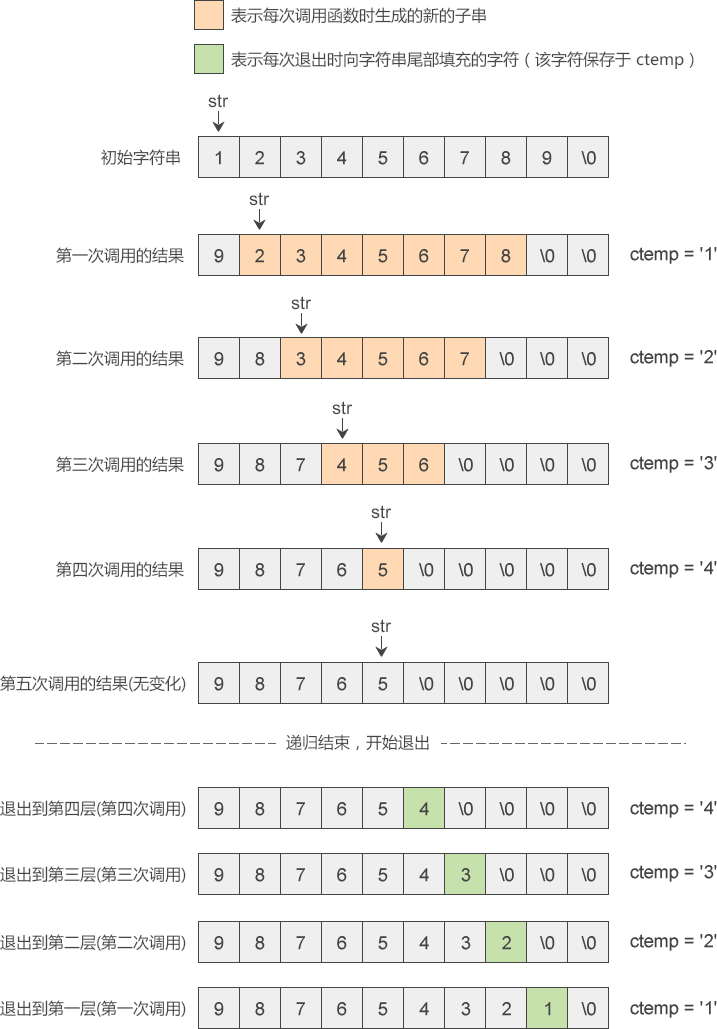 表示每次调用函数时生成的新的子串
表示每次退出时向字符串尾部填充的字符（该字符保存于 ctemp）
str
初始字符串 1 2 3 4 5 6 7 8 9 \0
str
第一次调用的结果 9 2 3 4 5 6 7 8 \0 \0 ctemp = '1'
str
第二次调用的结果 9 8 3 4 5 6 7 \0 \0 \0 ctemp = '2'
str
第三次调用的结果 9 8 7 4 5 6 \0 \0 \0 \0 ctemp = '3'
str
第四次调用的结果 9 8 7 6 5 \0 \0 \0 \0 \0 ctemp = '4'
str
第五次调用的结果(无变化) 9 8 7 6 5 \0 \0 \0 \0 \0
递归结束，开始退出
退出到第四层(第四次调用) 9 8 7 6 5 4 \0 \0 \0 \0 ctemp = '4'
退出到第三层(第三次调用) 9 8 7 6 5 4 3 \0 \0 \0 ctemp = '3'
退出到第二层(第二次调用) 9 8 7 6 5 4 3 2 \0 \0 ctemp = '2'
退出到第一层(第一次调用) 9 8 7 6 5 4 3 2 1 \0 ctemp = '1'